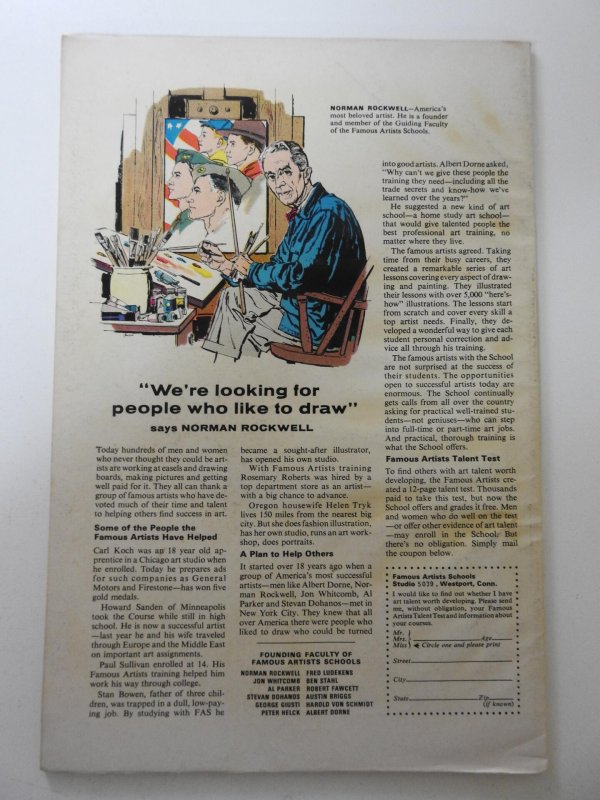 NORMAN ROCKWELL—America's
most beloved artist. He is a founder
and member of the Guiding Faculty
of the Famous Artists Schools.
"We're looking for
people who like to draw"
says NORMAN ROCKWELL
Today hundreds of men and women
who never thought they could be art-
ists are working at easels and drawing
boards, making pictures and getting
well paid for it. They all can thank a
group of famous artists who have de-
voted much of their time and talent
to helping others find success in art.
Some of the People the
Famous Artists Have Helped
Carl Koch was an 18 year old ap-
prentice in a Chicago art studio when
he enrolled. Today he prepares ads
for such companies as General
Motors and Firestone—has won five
gold medals.
Howard Sanden of Minneapolis
took the Course while still in high
school. He is now a successful artist
—last year he and his wife traveled
through Europe and the Middle East
on important art assignments.
Paul Sullivan enrolled at 14. His
Famous Artists training helped him
work his way through college.
Stan Bowen, father of three chil-
dren, was trapped in a dull, low-pay-
ing job. By studying with FAS he
became a sought-after illustrator,
has opened his own studio.
With Famous Artists training
Rosemary Roberts was hired by a
top department store as an artist—
with a big chance to advance.
Oregon housewife Helen Tryk
lives 150 miles from the nearest big
city. But she does fashion illustration,
has her own studio, runs an art work-
shop, does portraits.
A Plan to Help Others
It started over 18 years ago when a
group of America's most successful
artists—men like Albert Dorne, Nor-
man Rockwell, Jon Whitcomb, Al
Parker and Stevan Dohanos—met in
New York City. They knew that all
over America there were people who
liked to draw who could be turned
FOUNDING FACULTY OF
FAMOUS ARTISTS SCHOOLS
NORMAN ROCKWELL FRED LUDEKENS
JON WHITCOMB BEN STAHL
AL PARKER ROBERT FAWCETT
STEVAN DOHANOS AUSTIN BRIGGS
GEORGE GIUSTI HAROLD VON SCHMIDT
PETER HELCK ALBERT DORNE
into good artists. Albert Dorne asked,
"Why can't we give these people the
training they need—including all the
trade secrets and know-how we've
learned over the years?"
He suggested a new kind of art
school—a home study art school—
that would give talented people the
best professional art training, no
matter where they live.
The famous artists agreed. Taking
time from their busy careers, they
created a remarkable series of art
lessons covering every aspect of draw-
ing and painting. They illustrated
their lessons with over 5,000 "here's-
how" illustrations. The lessons start
from scratch and cover every skill a
top artist needs. Finally, they de-
veloped a wonderful way to give each
student personal correction and ad-
vice all through his training.
The famous artists with the School
are not surprised at the success of
their students. The opportunities
open to successful artists today are
enormous. The School continually
gets calls from all over the country
asking for practical well-trained stu-
dents—not geniuses—who can step
into full-time or part-time art jobs.
And practical, thorough training is
what the School offers.
Famous Artists Talent Test
To find others with art talent worth
developing, the Famous Artists cre-
ated a 12-page talent test. Thousands
paid to take this test, but now the
School offers and grades it free. Men
and women who do well on the test
—or offer other evidence of art talent
—may enroll in the School. But
there's no obligation. Simply mail
the coupon below.
Famous Artists Schools
Studio 5039, Westport, Conn.
I would like to find out whether I have
art talent worth developing. Please send
me, without obligation, your Famous
Artists Talent Test and information about
your courses.
Mr.
Mrs. Age
Miss Circle one and please print
Street
City
State Zip
(if known)